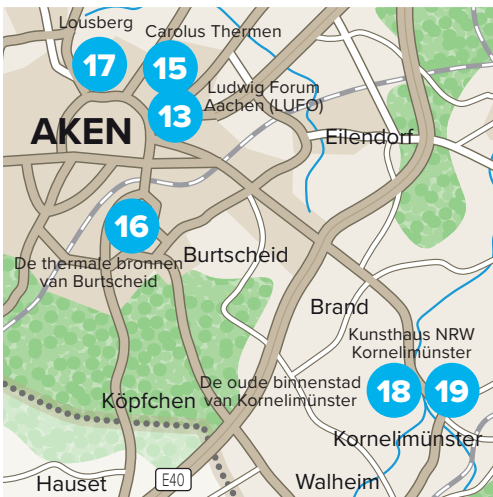 Lousberg
Carolus Thermen
17
15
Ludwig Forum
Aachen (LUFO)
13
AKEN
Eilendorf
16
De thermale bronnen
van Burtscheid
Burtscheid
Brand
Kunsthaus NRW
Kornelimünster
De oude binnenstad
van Kornelimünster
18
19
Köpfchen
Kornelimünster
Hauset
E40
Walheim